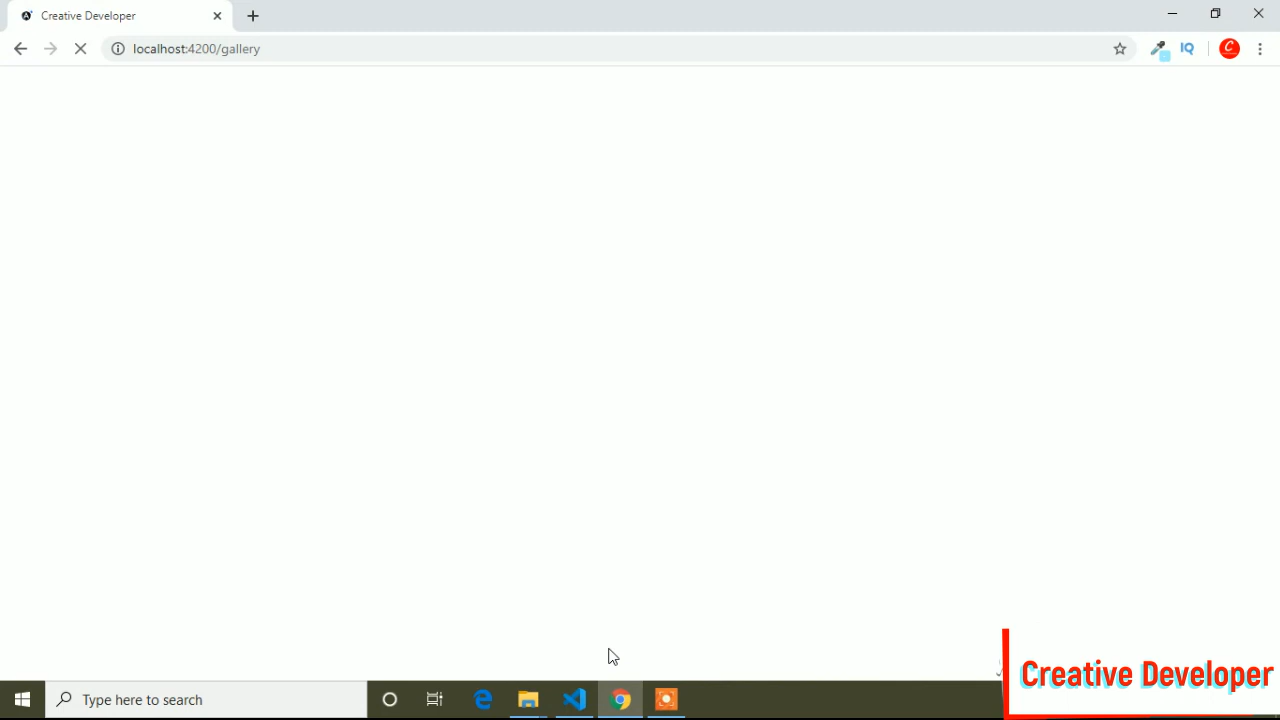 Creative Developer
localhost:4200/gallery
IQ
C
Type here to search
Creative Developer